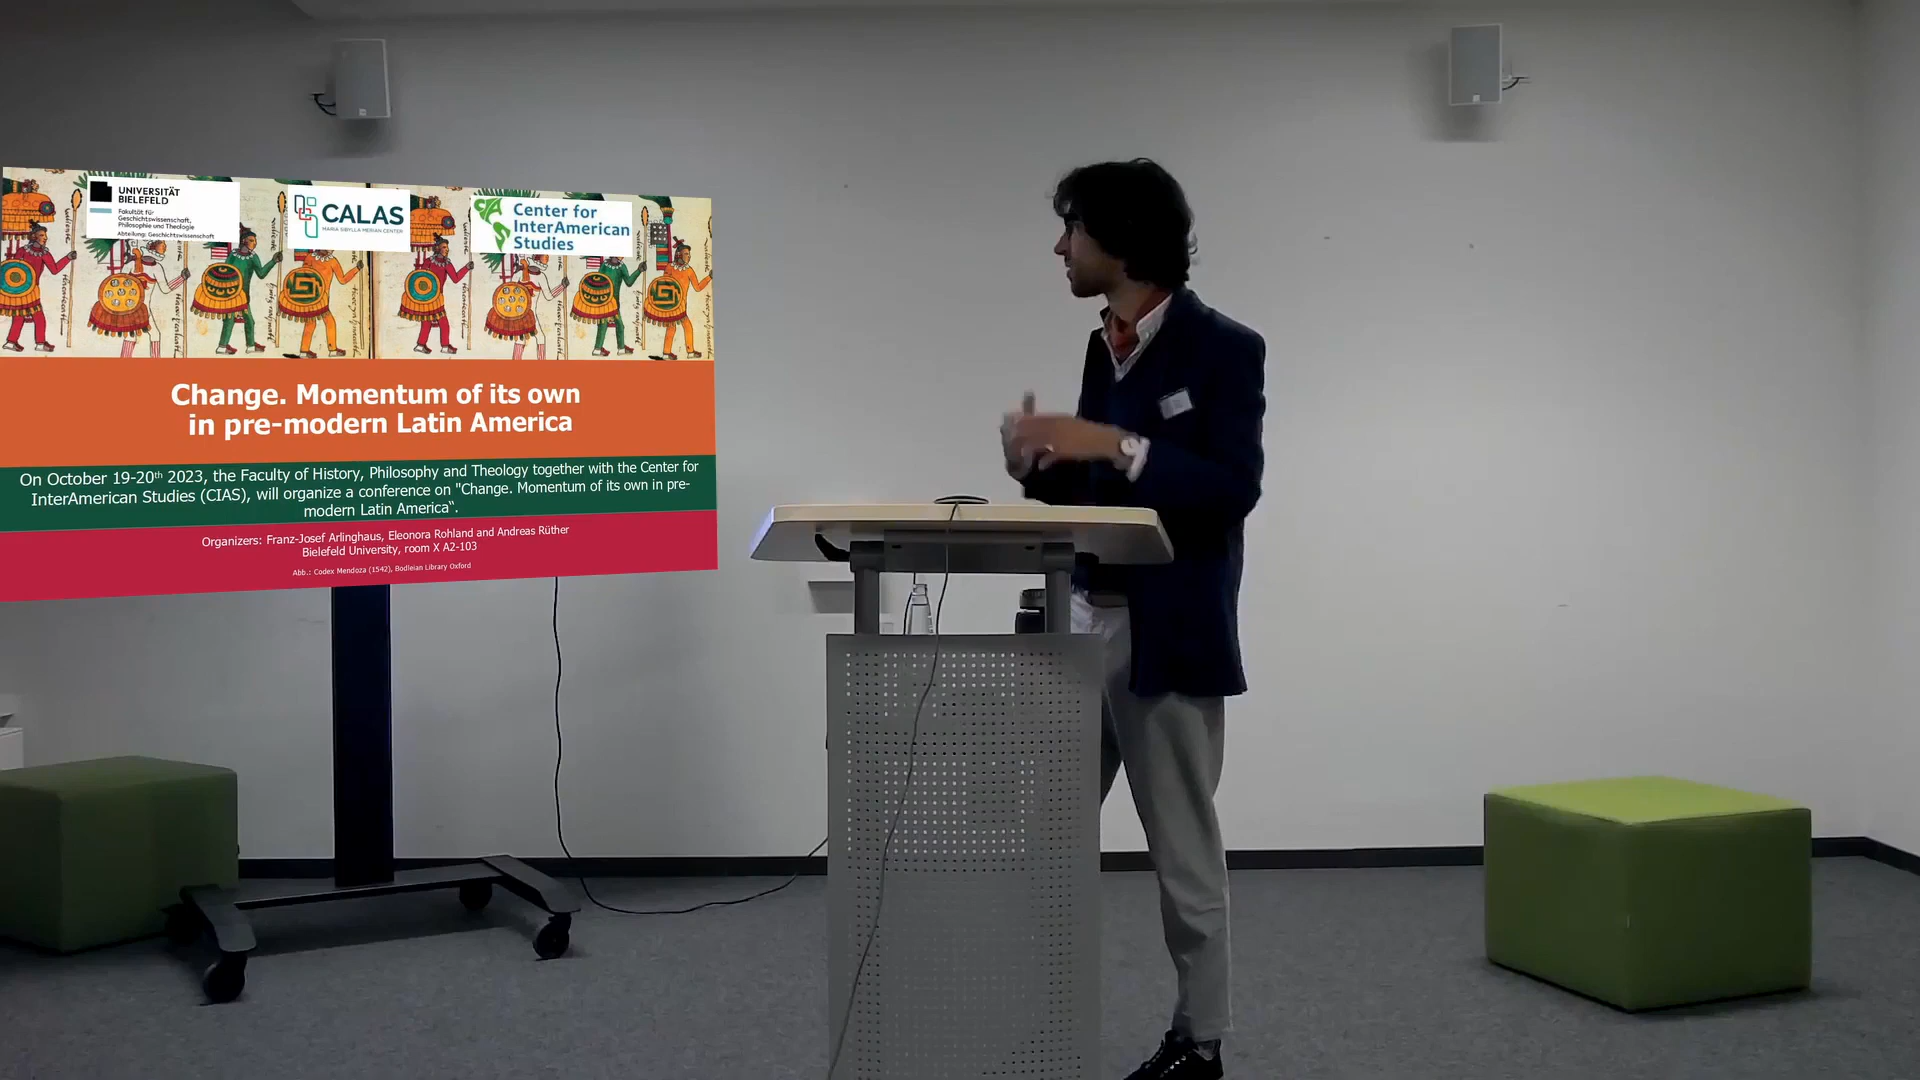 UNIVERSITÄT
BIELEFELD
Fakultät für
Geschichtswissenschaft,
Philosophie und Theologie
Abteilung: Geschichtswissenschaft
CALAS
MARIA SIBYLLA MERIAN CENTER
Center for
InterAmerican
Studies
Change. Momentum of its own
in pre-modern Latin America
On October 19-20th 2023, the Faculty of History, Philosophy and Theology together with the Center for
InterAmerican Studies (CIAS), will organize a conference on "Change. Momentum of its own in pre-
modern Latin America“.
Organizers: Franz-Josef Arlinghaus, Eleonora Rohland and Andreas Rüther
Bielefeld University, room X A2-103
Abb.: Codex Mendoza (1542), Bodleian Library Oxford